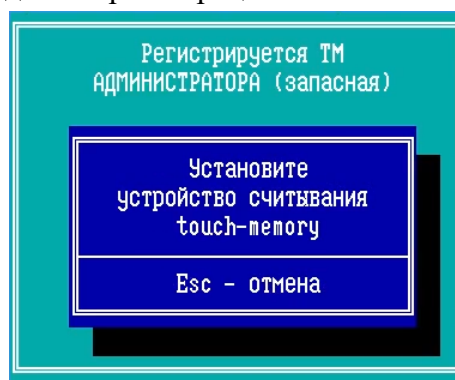 Регистрируется ТМ
АДМИНИСТРАТОРА (запасная)
Установите
устройство считывания
touch-memory
Esc - отмена